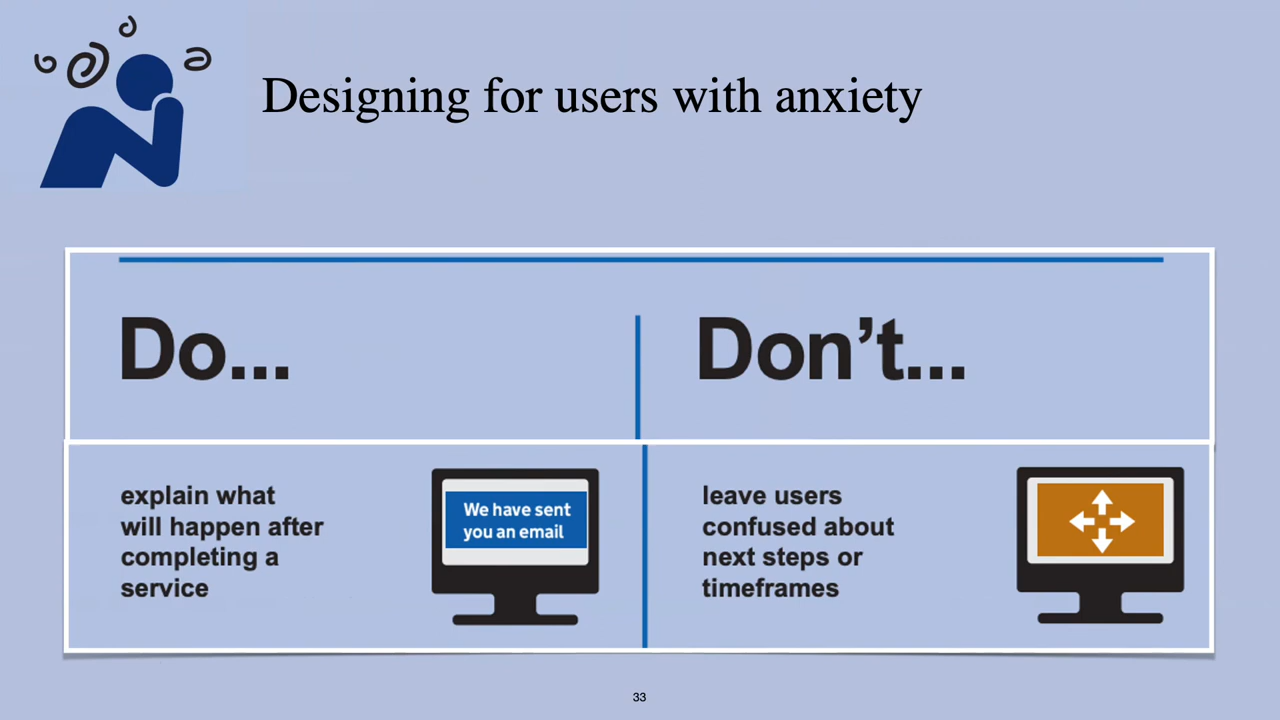 Designing for users with anxiety
Do...
Don't...
explain what
will happen after
completing a
service
We have sent
you an email
leave users
confused about
next steps or
timeframes
33